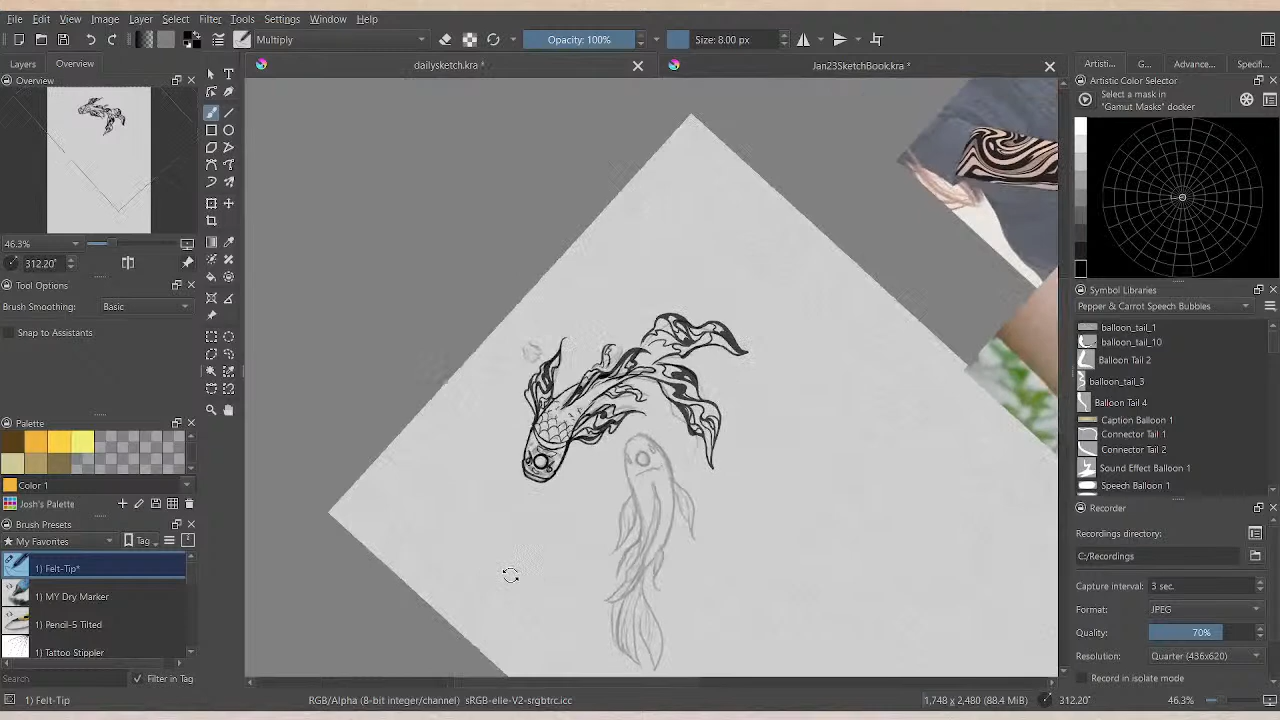 File Edit View Image Layer Select Filter Tools Settings Window Help
Multiply Opacity: 100% Size: 8.00 px
Layers Overview dailysketch.kra * Jan23SketchBook.kra * Artisti... G... Advance... Specifi...
Overview
Artistic Color Selector
Select a mask in
"Gamut Masks" docker
46.3%
312.20°
Tool Options
Brush Smoothing: Basic
Snap to Assistants
Palette
Color 1
Josh's Palette
Brush Presets
My Favorites Tag
1) Felt-Tip*
1) MY Dry Marker
1) Pencil-5 Tilted
1) Tattoo Stippler
Search Filter in Tag
Symbol Libraries
Pepper & Carrot Speech Bubbles
balloon_tail_1
balloon_tail_10
Balloon Tail 2
balloon_tail_3
Balloon Tail 4
Caption Balloon 1
Connector Tail 1
Connector Tail 2
Sound Effect Balloon 1
Speech Balloon 1
Recorder
Recordings directory:
C:/Recordings
Capture interval: 3 sec.
Format: JPEG
Quality: 70%
Resolution: Quarter (436x620)
Record in isolate mode
1) Felt-Tip RGB/Alpha (8-bit integer/channel) sRGB-elle-V2-srgbtrc.icc 1,748 x 2,480 (88.4 MiB) 312.20° 46.3%